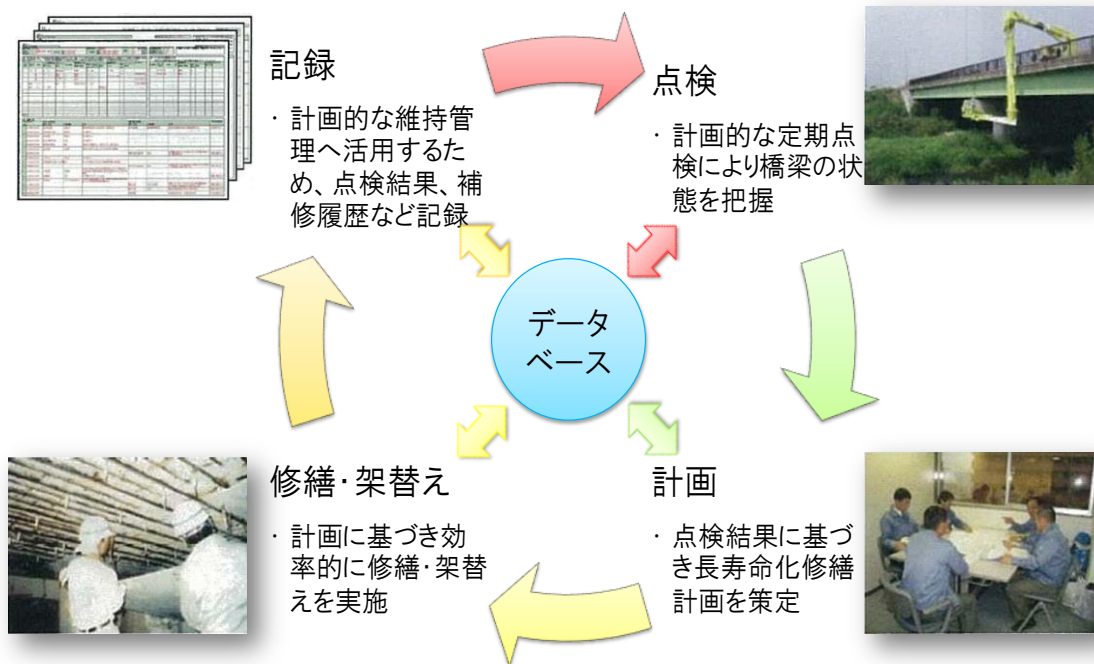 記録
・計画的な維持管
理へ活用するた
め、点検結果、補
修履歴など記録
点検
・計画的な定期点
検により橋梁の状
態を把握
データ
ベース
修繕・架替え
・計画に基づき効
率的に修繕・架替
えを実施
計画
・点検結果に基づ
き長寿命化修繕
計画を策定